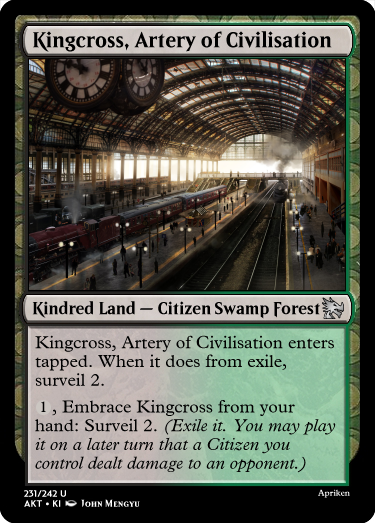 Kingcross, Artery of Civilisation
Kindred Land — Citizen Swamp Forest
Kingcross, Artery of Civilisation enters
tapped. When it does from exile,
surveil 2.
1 , Embrace Kingcross from your
hand: Surveil 2. (Exile it. You may play
it on a later turn that a Citizen you
control dealt damage to an opponent.)
231/242 U
Apriken
AKT • KI John Mengyu